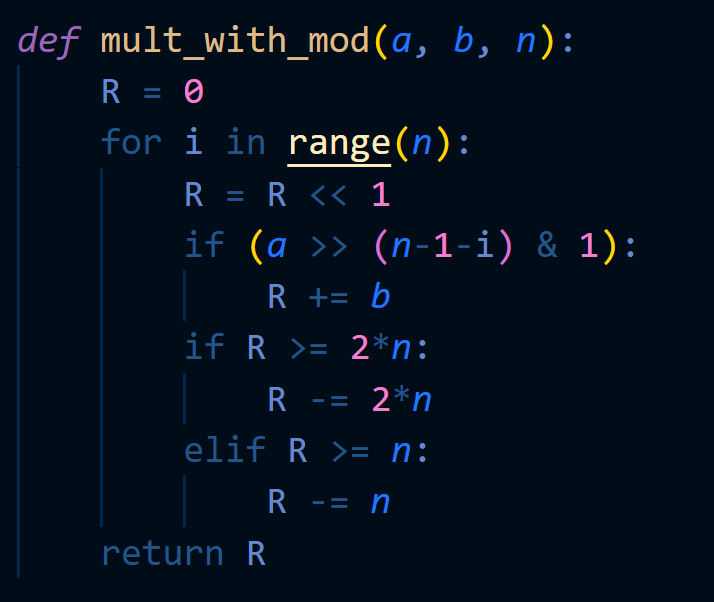 def mult_with_mod(a, b, n):
    R = 0
    for i in range(n):
        R = R << 1
        if (a >> (n-1-i) & 1):
            R += b
        if R >= 2*n:
            R -= 2*n
        elif R >= n:
            R -= n
    return R